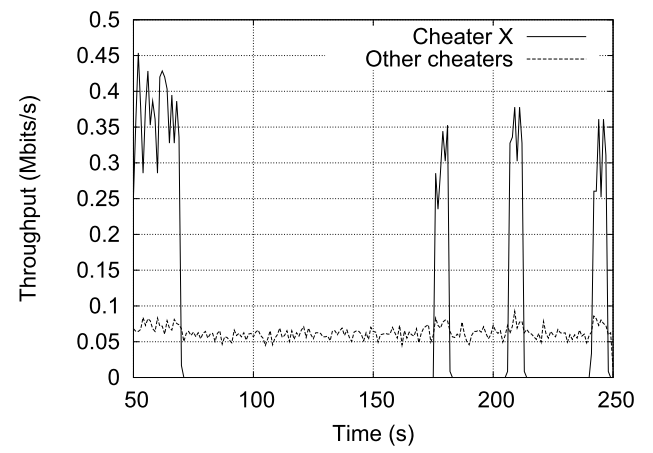 0.5
0.45
0.4
0.35
0.3
0.25
0.2
0.15
0.1
0.05
0
Throughput (Mbits/s)
Cheater X
Other cheaters
50 100 150 200 250
Time (s)